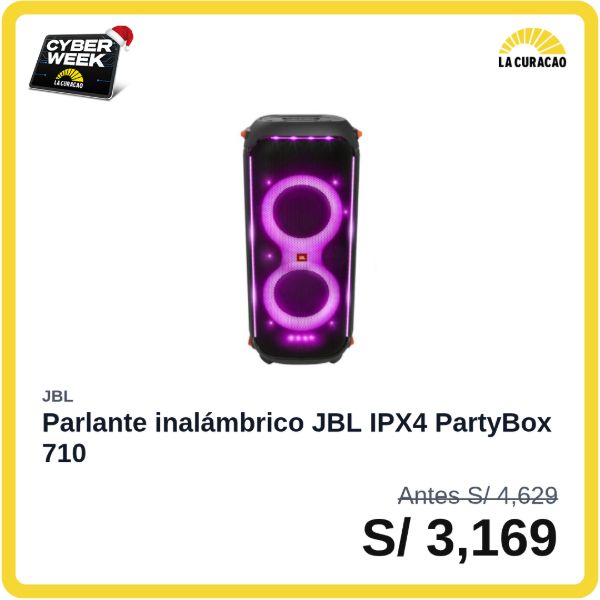 CYBER
WEEK
LA CURACAO
LA CURACAO
JBL
JBL
Parlante inalámbrico JBL IPX4 PartyBox
710
Antes S/ 4,629
S/ 3,169